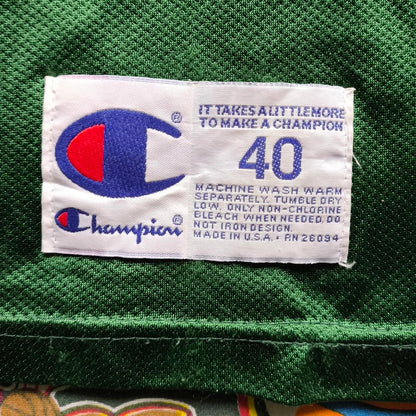 Champion®
IT TAKES A LITTLE MORE
TO MAKE A CHAMPION®
40
MACHINE WASH WARM
SEPARATELY. TUMBLE DRY
LOW. ONLY NON-CHLORINE
BLEACH WHEN NEEDED. DO
NOT IRON DESIGN.
MADE IN U.S.A. • RN 26094